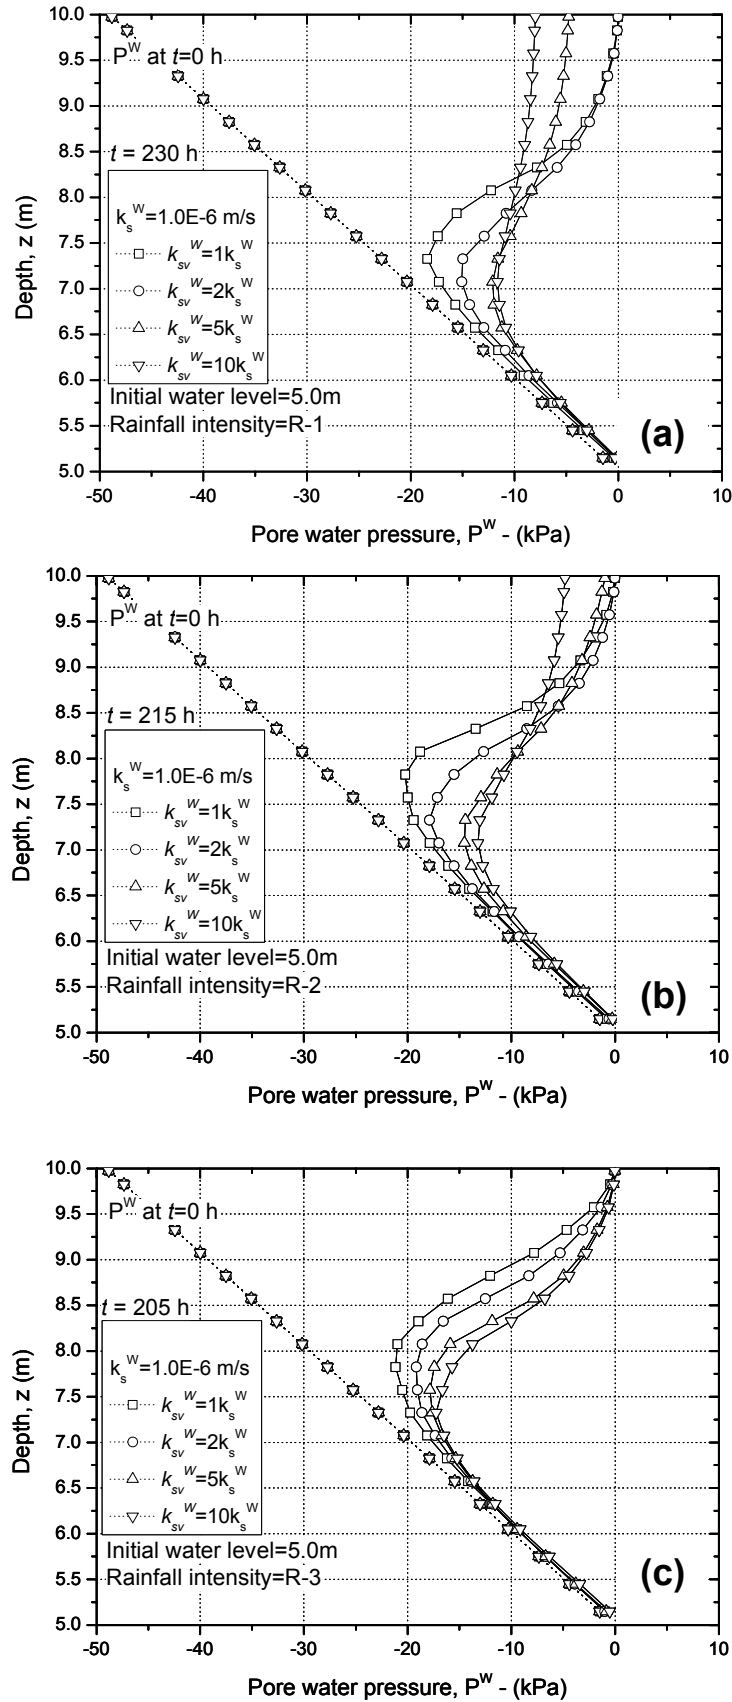 10.0
9.5
9.0
8.5
8.0
7.5
7.0
6.5
6.0
5.5
5.0
Depth, z (m)
P^W at t=0 h
t = 230 h
k_s^W=1.0E-6 m/s
k_sv^W=1k_s^W
k_sv^W=2k_s^W
k_sv^W=5k_s^W
k_sv^W=10k_s^W
Initial water level=5.0m
Rainfall intensity=R-1
(a)
-50 -40 -30 -20 -10 0 10
Pore water pressure, P^W - (kPa)
10.0
9.5
9.0
8.5
8.0
7.5
7.0
6.5
6.0
5.5
5.0
Depth, z (m)
P^W at t=0 h
t = 215 h
k_s^W=1.0E-6 m/s
k_sv^W=1k_s^W
k_sv^W=2k_s^W
k_sv^W=5k_s^W
k_sv^W=10k_s^W
Initial water level=5.0m
Rainfall intensity=R-2
(b)
-50 -40 -30 -20 -10 0 10
Pore water pressure, P^W - (kPa)
10.0
9.5
9.0
8.5
8.0
7.5
7.0
6.5
6.0
5.5
5.0
Depth, z (m)
P^W at t=0 h
t = 205 h
k_s^W=1.0E-6 m/s
k_sv^W=1k_s^W
k_sv^W=2k_s^W
k_sv^W=5k_s^W
k_sv^W=10k_s^W
Initial water level=5.0m
Rainfall intensity=R-3
(c)
-50 -40 -30 -20 -10 0 10
Pore water pressure, P^W - (kPa)